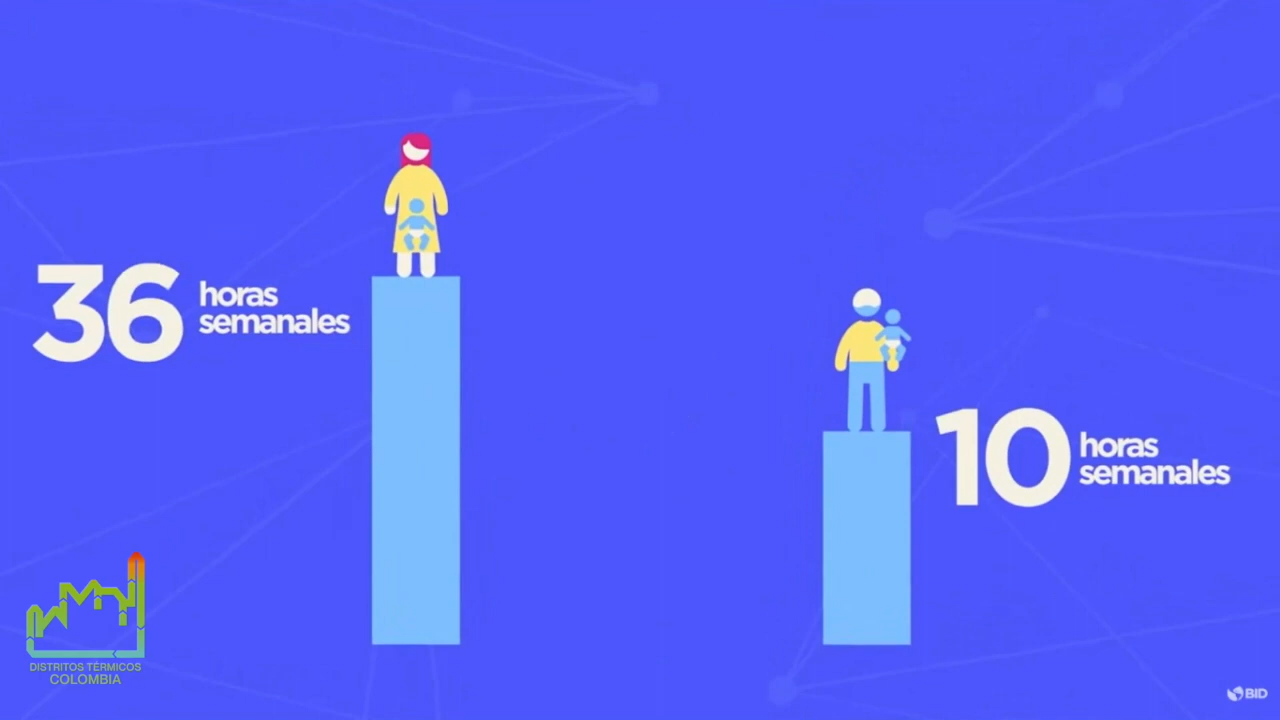 36 horas
semanales
10 horas
semanales
DISTRITOS TÉRMICOS
COLOMBIA
BID